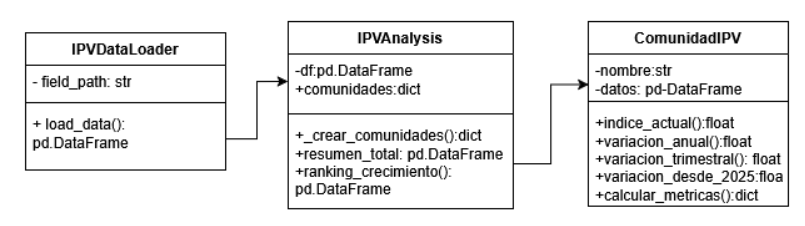 IPVDataLoader
- field_path: str
+ load_data():
pd.DataFrame
IPVAnalysis
-df:pd.DataFrame
+comunidades:dict
+_crear_comunidades():dict
+resumen_total: pd.DataFrame
+ranking_crecimiento():
pd.DataFrame
ComunidadIPV
-nombre:str
-datos: pd-DataFrame
+indice_actual():float
+variacion_anual():float
+variacion_trimestral(): float
+variacion_desde_2025:floa
+calcular_metricas():dict